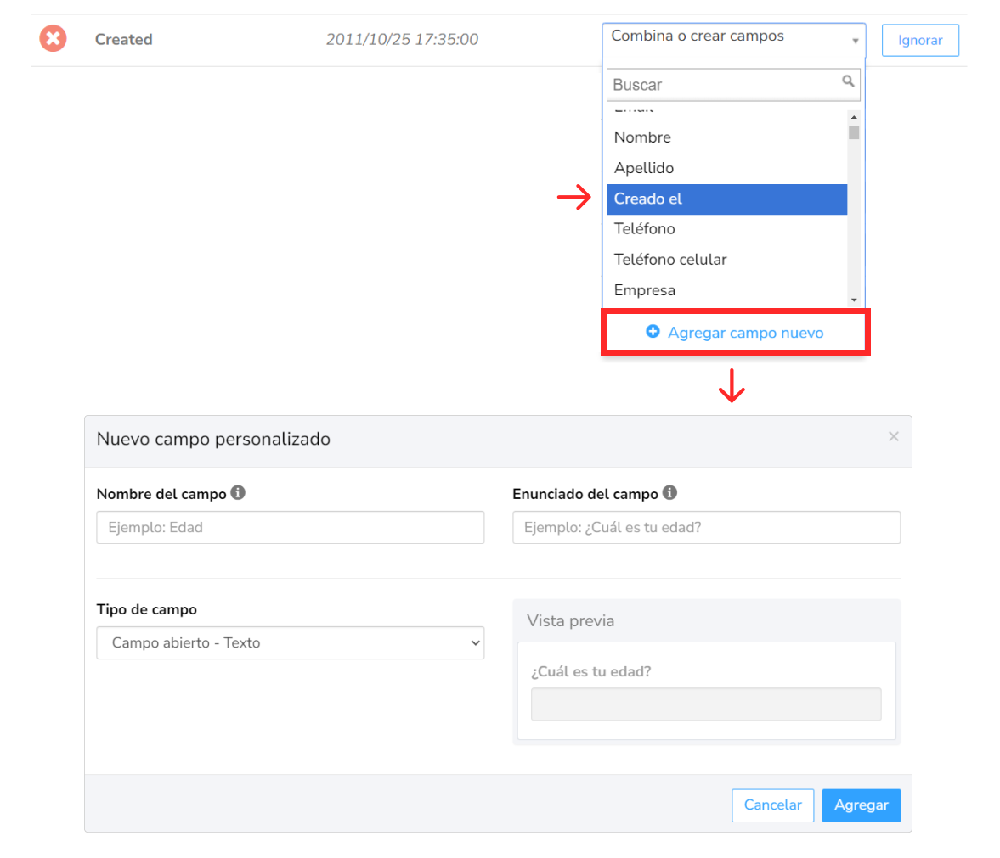 Created 2011/10/25 17:35:00 Combina o crear campos Ignorar
Buscar
Email
Nombre
Apellido
Creado el
Teléfono
Teléfono celular
Empresa
Agregar campo nuevo
Nuevo campo personalizado ×
Nombre del campo Enunciado del campo
Ejemplo: Edad Ejemplo: ¿Cuál es tu edad?
Tipo de campo Vista previa
Campo abierto - Texto
¿Cuál es tu edad?
Cancelar Agregar